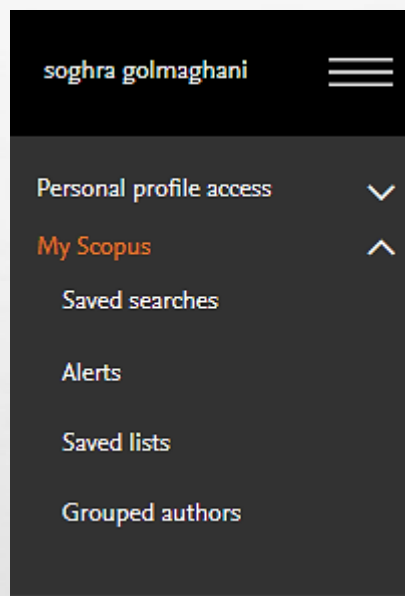 soghra golmaghani
Personal profile access
My Scopus
Saved searches
Alerts
Saved lists
Grouped authors